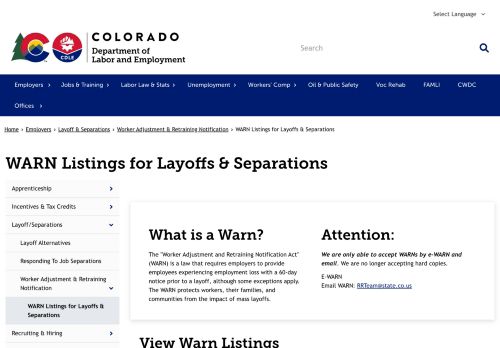 Select Language
COLORADO
Department of
Labor and Employment
CDLE
Search
Employers
Jobs & Training
Labor Law & Stats
Unemployment
Workers' Comp
Oil & Public Safety
Voc Rehab
FAMLI
CWDC
Offices
Home › Employers › Layoff & Separations › Worker Adjustment & Retraining Notification › WARN Listings for Layoffs & Separations
WARN Listings for Layoffs & Separations
Apprenticeship
Incentives & Tax Credits
Layoff/Separations
Layoff Alternatives
Responding To Job Separations
Worker Adjustment & Retraining
Notification
WARN Listings for Layoffs &
Separations
Recruiting & Hiring
What is a Warn?
The "Worker Adjustment and Retraining Notification Act"
(WARN) is a law that requires employers to provide
employees experiencing employment loss with a 60-day
notice prior to a layoff, although some exceptions apply.
The WARN protects workers, their families, and
communities from the impact of mass layoffs.
Attention:
We are only able to accept WARNs by e-WARN and
email. We are no longer accepting hard copies.
E-WARN
Email WARN: RRTeam@state.co.us
View Warn Listings